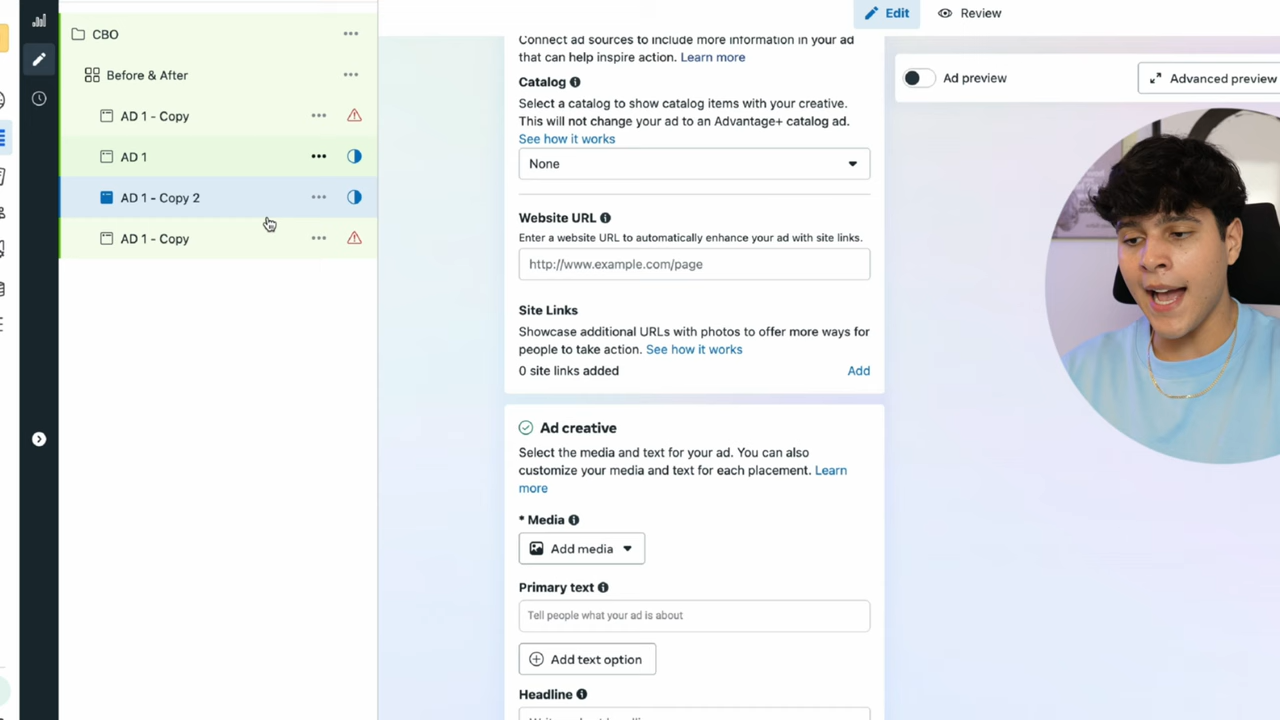 CBO
Before & After
AD 1 - Copy
AD 1
AD 1 - Copy 2
AD 1 - Copy
Edit
Review
Connect ad sources to include more information in your ad
that can help inspire action. Learn more
Catalog
Select a catalog to show catalog items with your creative.
This will not change your ad to an Advantage+ catalog ad.
See how it works
None
Website URL
Enter a website URL to automatically enhance your ad with site links.
http://www.example.com/page
Site Links
Showcase additional URLs with photos to offer more ways for
people to take action. See how it works
0 site links added
Add
Ad creative
Select the media and text for your ad. You can also
customize your media and text for each placement. Learn
more
* Media
Add media
Primary text
Tell people what your ad is about
Add text option
Headline
Ad preview
Advanced preview